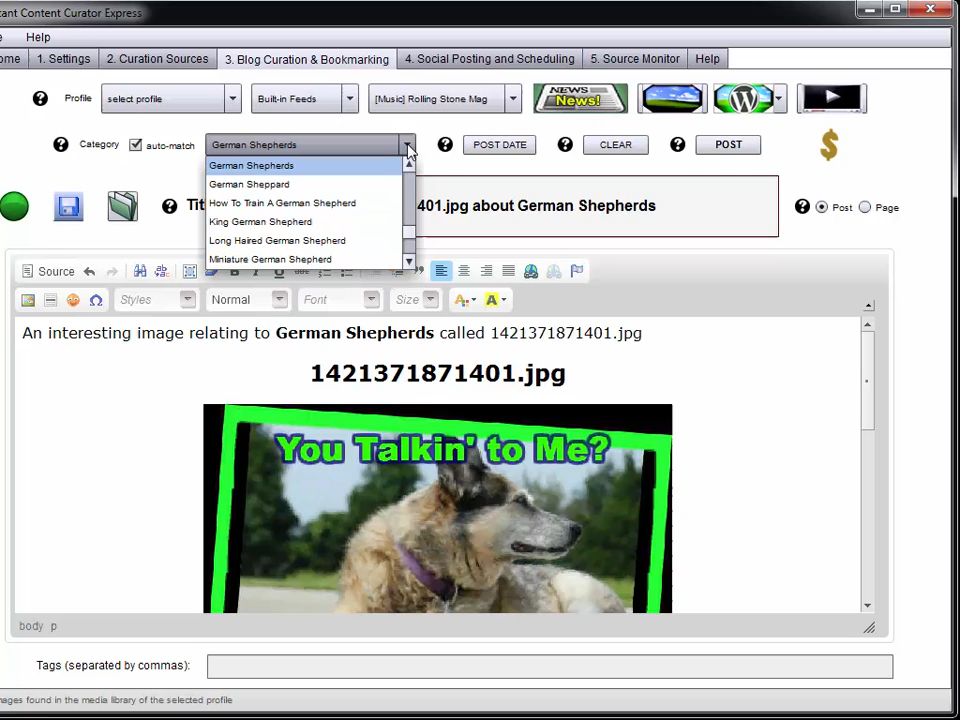 tant Content Curator Express
e Help
ome 1. Settings 2. Curation Sources 3. Blog Curation & Bookmarking 4. Social Posting and Scheduling 5. Source Monitor Help
Profile select profile Built-in Feeds [Music] Rolling Stone Mag NEWS News!
Category auto-match German Shepherds POST DATE CLEAR POST
German Shepherds
German Sheppard
How To Train A German Shepherd
King German Shepherd
Long Haired German Shepherd
Miniature German Shepherd
Tit 401.jpg about German Shepherds Post Page
Source
Styles Normal Font Size
An interesting image relating to German Shepherds called 1421371871401.jpg
1421371871401.jpg
You Talkin' to Me?
body p
Tags (separated by commas):
mages found in the media library of the selected profile